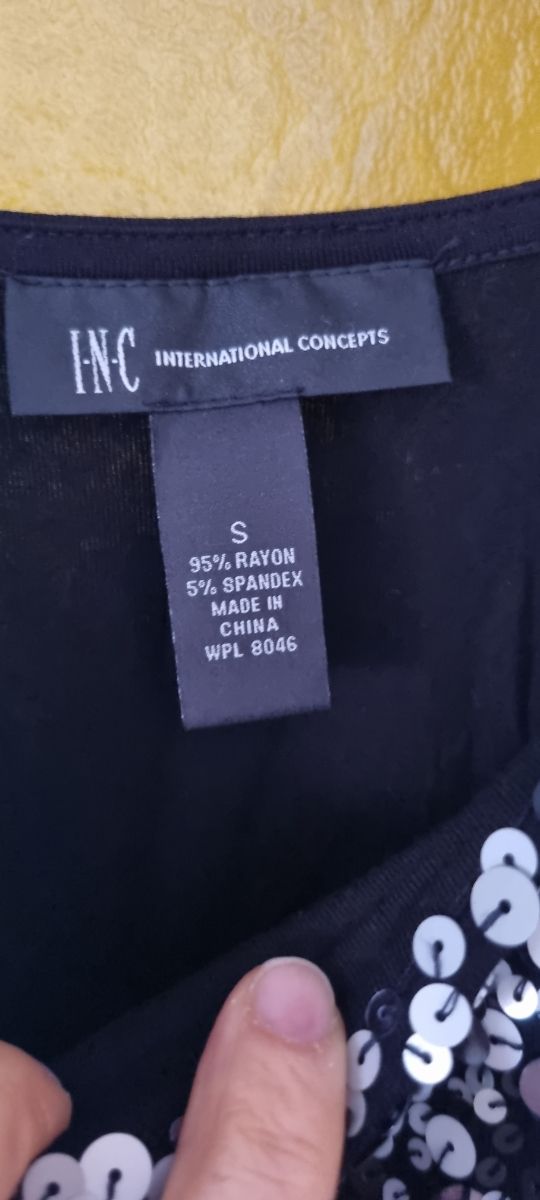 I·N·C INTERNATIONAL CONCEPTS
S
95% RAYON
5% SPANDEX
MADE IN
CHINA
WPL 8046